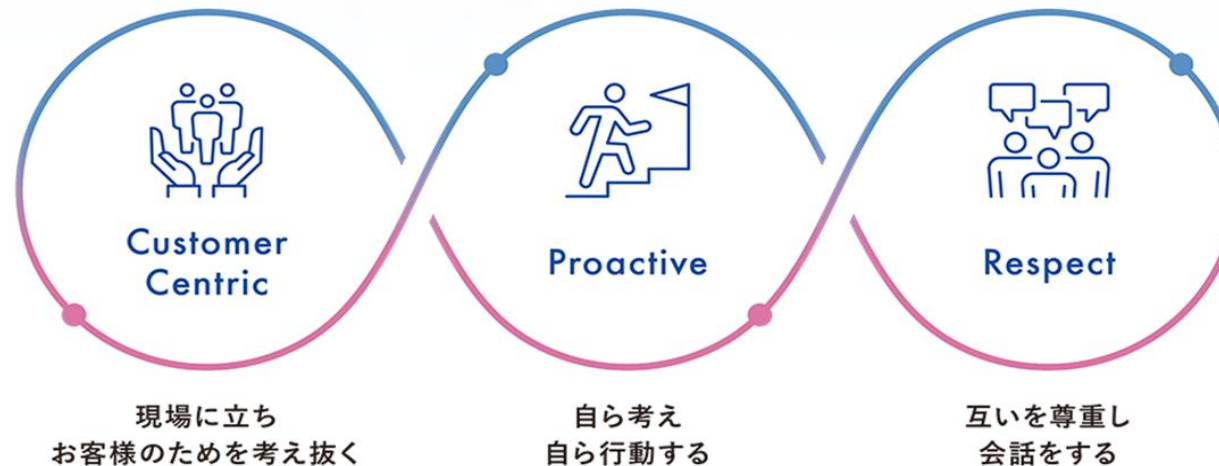 Customer
Centric
Proactive
Respect
現場に立ち
お客様のためを考え抜く
自ら考え
自ら行動する
互いを尊重し
会話をする